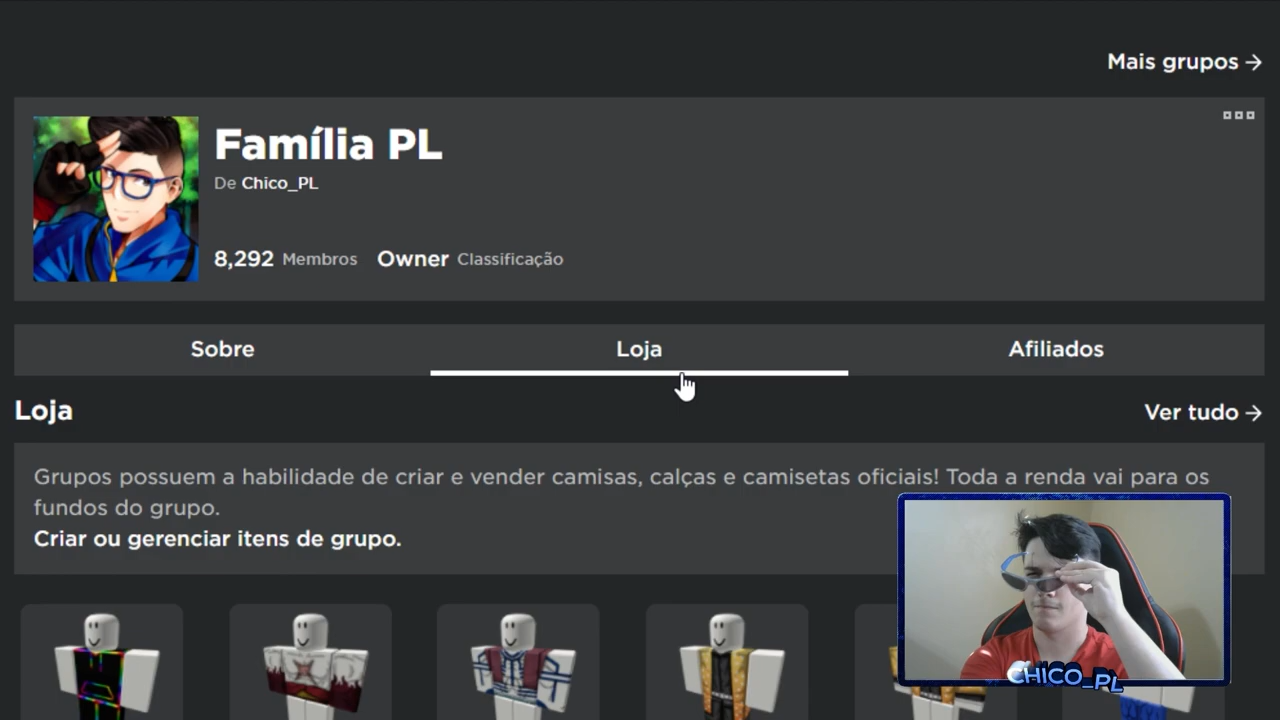 Mais grupos
Família PL
De Chico_PL
8,292 Membros Owner Classificação
Sobre Loja Afiliados
Loja Ver tudo
Grupos possuem a habilidade de criar e vender camisas, calças e camisetas oficiais! Toda a renda vai para os
fundos do grupo.
Criar ou gerenciar itens de grupo.
CHICO_PL